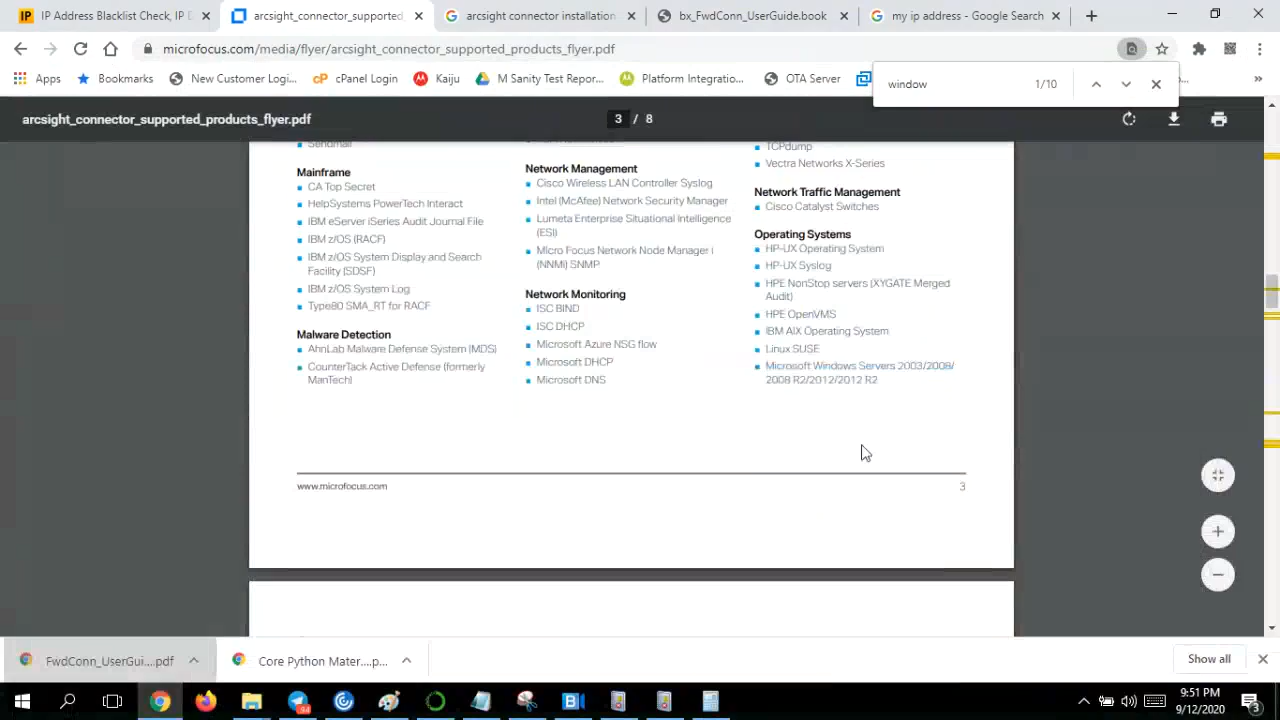 IP Address Blacklist Check, IP D
arcsight_connector_supported_
arcsight connector installation
bx_FwdConn_UserGuide.book
my ip address - Google Search
microfocus.com/media/flyer/arcsight_connector_supported_products_flyer.pdf
Apps
Bookmarks
New Customer Logi...
cP cPanel Login
Kaiju
M Sanity Test Repor...
Platform Integratio...
OTA Server
window
1/10
arcsight_connector_supported_products_flyer.pdf
3 / 8
Sendmail
Mainframe
CA Top Secret
HelpSystems PowerTech Interact
IBM eServer iSeries Audit Journal File
IBM z/OS (RACF)
IBM z/OS System Display and Search
Facility (SDSF)
IBM z/OS System Log
Type80 SMA_RT for RACF
Malware Detection
AhnLab Malware Defense System (MDS)
CounterTack Active Defense (formerly
ManTech)
Network Management
Cisco Wireless LAN Controller Syslog
Intel (McAfee) Network Security Manager
Lumeta Enterprise Situational Intelligence
(ESI)
Micro Focus Network Node Manager i
(NNMi) SNMP
Network Monitoring
ISC BIND
ISC DHCP
Microsoft Azure NSG flow
Microsoft DHCP
Microsoft DNS
TCPdump
Vectra Networks X-Series
Network Traffic Management
Cisco Catalyst Switches
Operating Systems
HP-UX Operating System
HP-UX Syslog
HPE NonStop servers (XYGATE Merged
Audit)
HPE OpenVMS
IBM AIX Operating System
Linux SUSE
Microsoft Windows Servers 2003/2008/
2008 R2/2012/2012 R2
www.microfocus.com
3
FwdConn_UserGui....pdf
Core Python Mater....p...
Show all
9:51 PM
9/12/2020